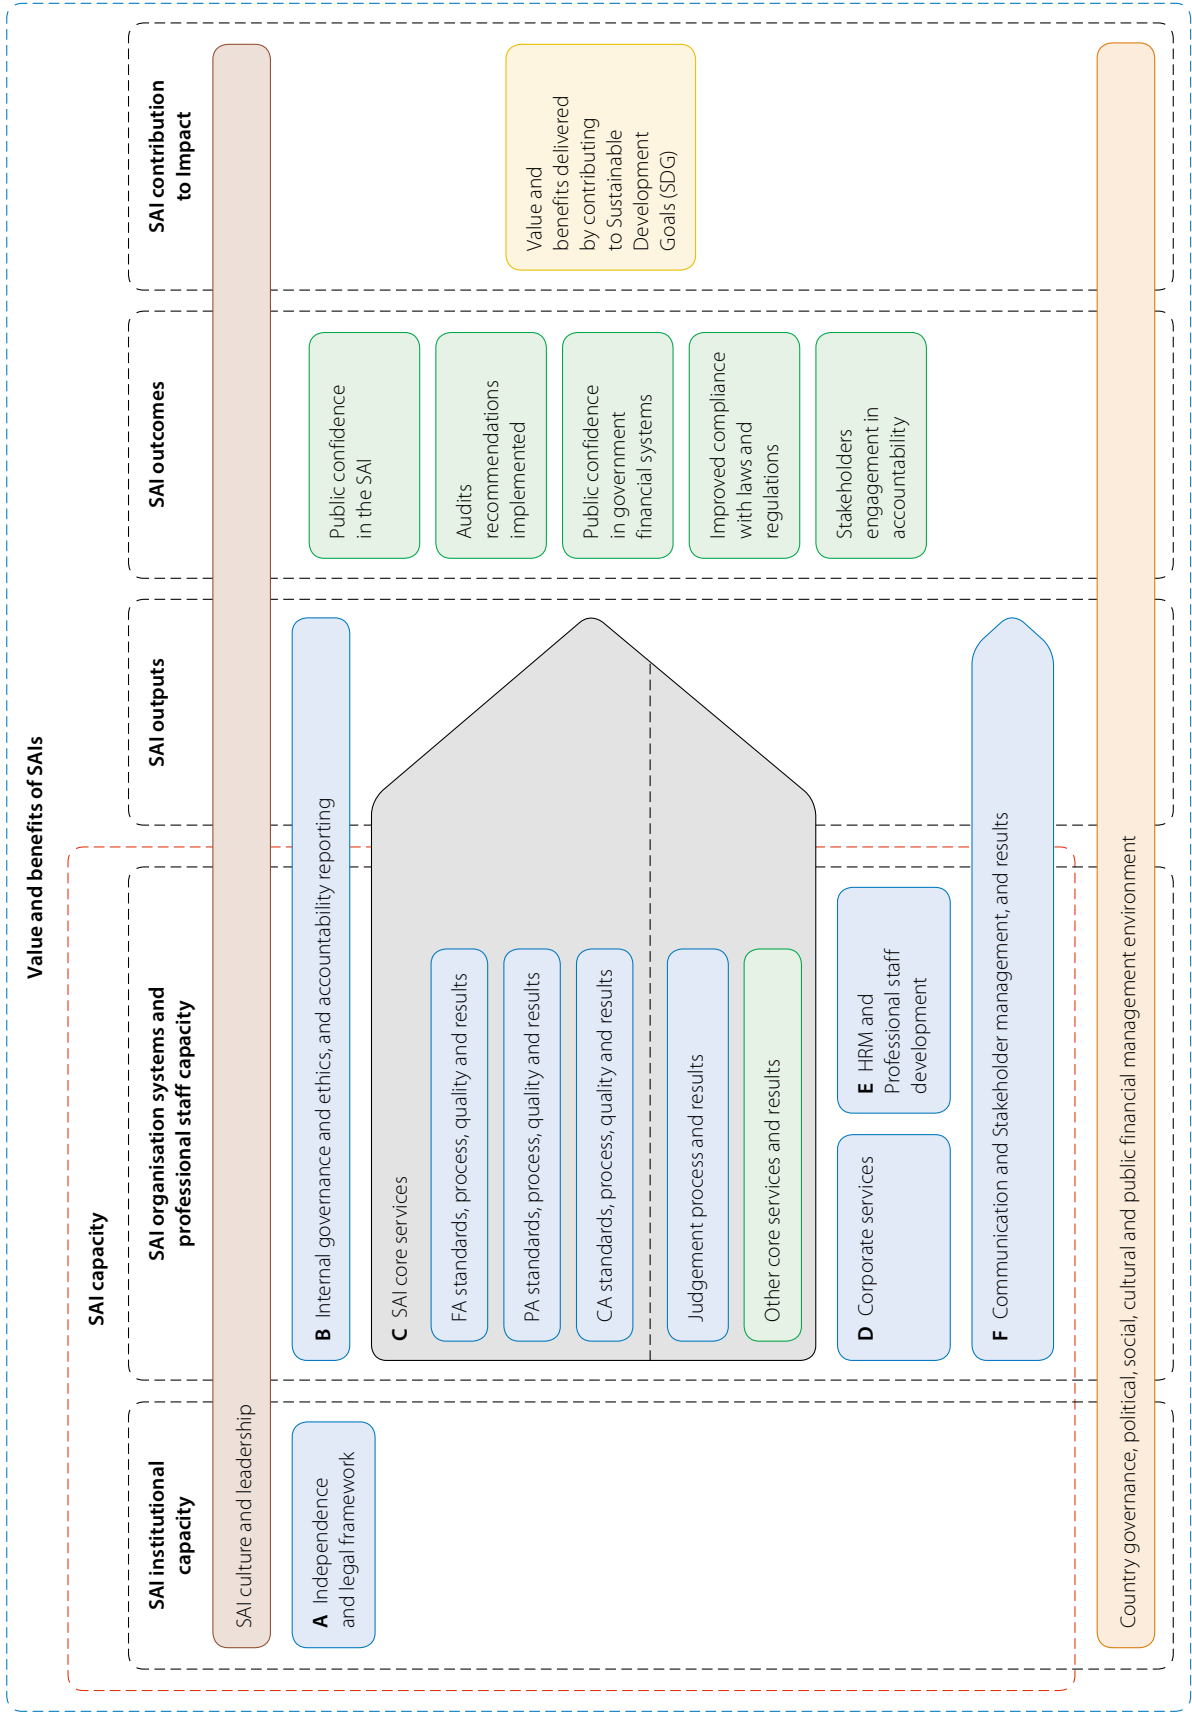 Value and benefits of SAIs
SAI capacity
SAI institutional
capacity
SAI organisation systems and
professional staff capacity
SAI outputs
SAI outcomes
SAI contribution
to Impact
SAI culture and leadership
A Independence
and legal framework
B Internal governance and ethics, and accountability reporting
C SAI core services
FA standards, process, quality and results
PA standards, process, quality and results
CA standards, process, quality and results
Judgement process and results
Other core services and results
D Corporate services
E HRM and
Professional staff
development
F Communication and Stakeholder management, and results
Public confidence
in the SAI
Audits
recommendations
implemented
Public confidence
in government
financial systems
Improved compliance
with laws and
regulations
Stakeholders
engagement in
accountability
Value and
benefits delivered
by contributing
to Sustainable
Development
Goals (SDG)
Country governance, political, social, cultural and public financial management environment